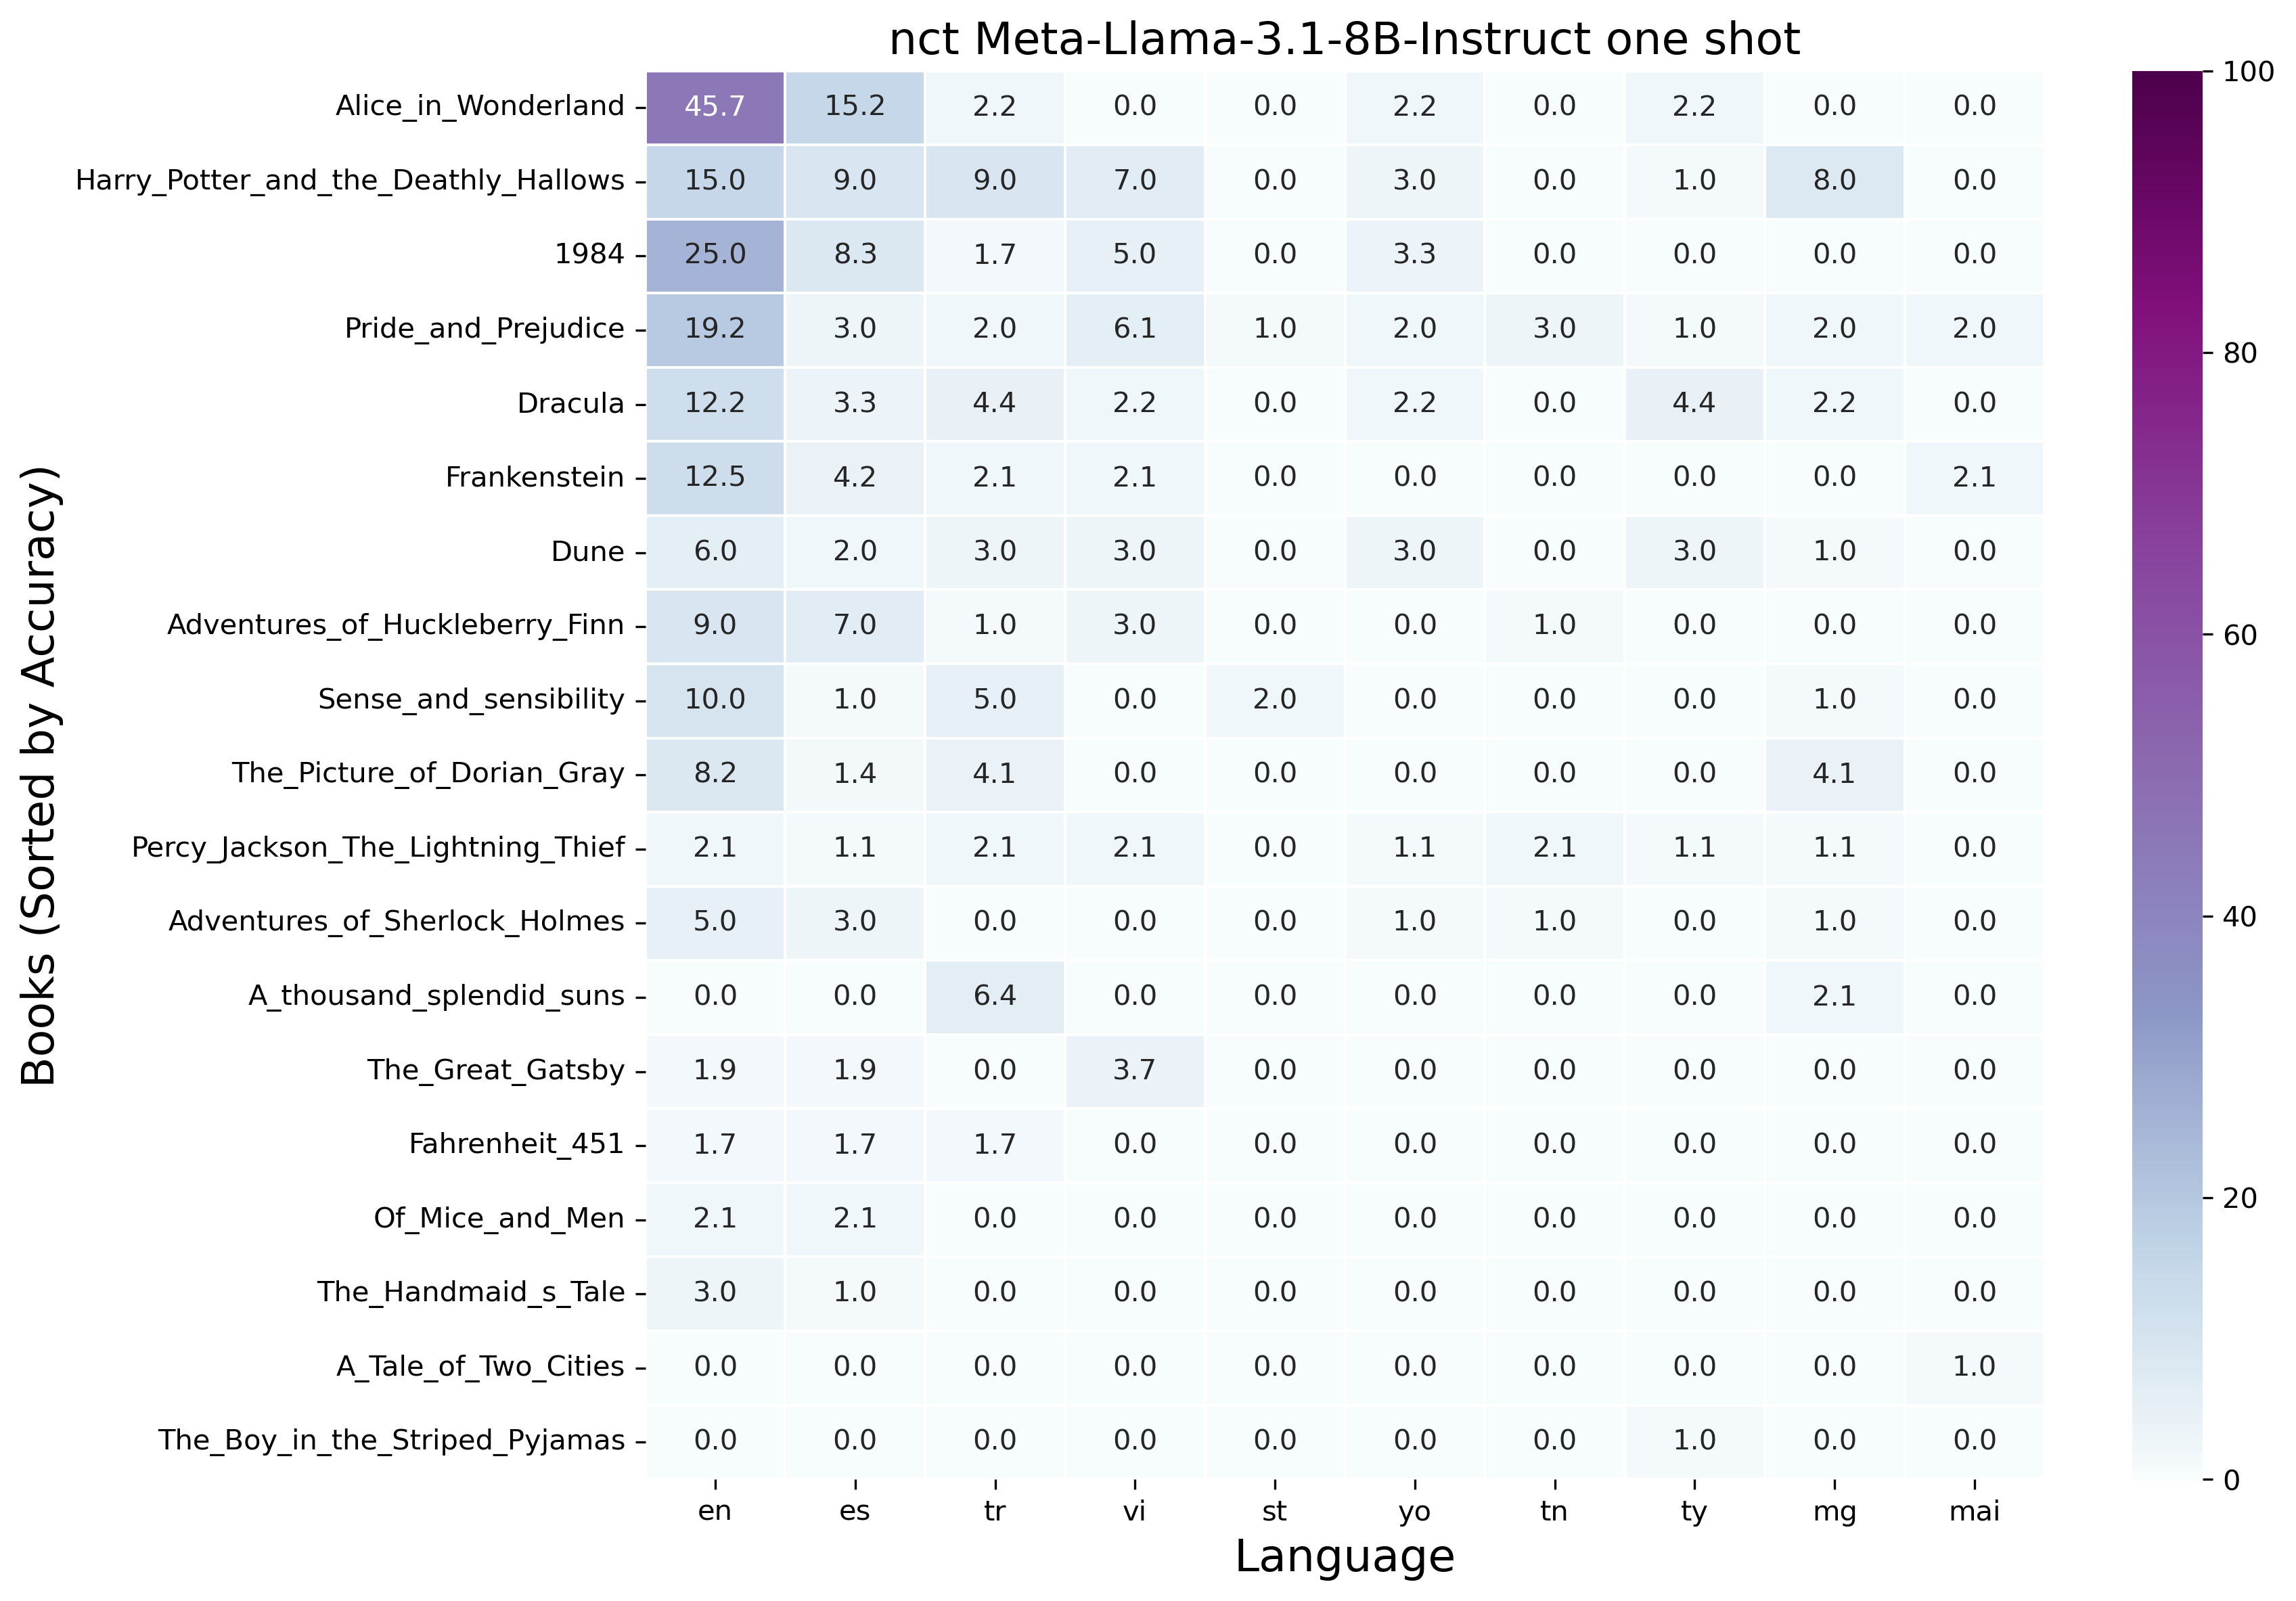 nct Meta-Llama-3.1-8B-Instruct one shot
Books (Sorted by Accuracy)
Alice_in_Wonderland 45.7 15.2 2.2 0.0 0.0 2.2 0.0 2.2 0.0 0.0
Harry_Potter_and_the_Deathly_Hallows 15.0 9.0 9.0 7.0 0.0 3.0 0.0 1.0 8.0 0.0
1984 25.0 8.3 1.7 5.0 0.0 3.3 0.0 0.0 0.0 0.0
Pride_and_Prejudice 19.2 3.0 2.0 6.1 1.0 2.0 3.0 1.0 2.0 2.0
Dracula 12.2 3.3 4.4 2.2 0.0 2.2 0.0 4.4 2.2 0.0
Frankenstein 12.5 4.2 2.1 2.1 0.0 0.0 0.0 0.0 0.0 2.1
Dune 6.0 2.0 3.0 3.0 0.0 3.0 0.0 3.0 1.0 0.0
Adventures_of_Huckleberry_Finn 9.0 7.0 1.0 3.0 0.0 0.0 1.0 0.0 0.0 0.0
Sense_and_sensibility 10.0 1.0 5.0 0.0 2.0 0.0 0.0 0.0 1.0 0.0
The_Picture_of_Dorian_Gray 8.2 1.4 4.1 0.0 0.0 0.0 0.0 0.0 4.1 0.0
Percy_Jackson_The_Lightning_Thief 2.1 1.1 2.1 2.1 0.0 1.1 2.1 1.1 1.1 0.0
Adventures_of_Sherlock_Holmes 5.0 3.0 0.0 0.0 0.0 1.0 1.0 0.0 1.0 0.0
A_thousand_splendid_suns 0.0 0.0 6.4 0.0 0.0 0.0 0.0 0.0 2.1 0.0
The_Great_Gatsby 1.9 1.9 0.0 3.7 0.0 0.0 0.0 0.0 0.0 0.0
Fahrenheit_451 1.7 1.7 1.7 0.0 0.0 0.0 0.0 0.0 0.0 0.0
Of_Mice_and_Men 2.1 2.1 0.0 0.0 0.0 0.0 0.0 0.0 0.0 0.0
The_Handmaid_s_Tale 3.0 1.0 0.0 0.0 0.0 0.0 0.0 0.0 0.0 0.0
A_Tale_of_Two_Cities 0.0 0.0 0.0 0.0 0.0 0.0 0.0 0.0 0.0 1.0
The_Boy_in_the_Striped_Pyjamas 0.0 0.0 0.0 0.0 0.0 0.0 0.0 1.0 0.0 0.0
en es tr vi st yo tn ty mg mai
Language
100
80
60
40
20
0